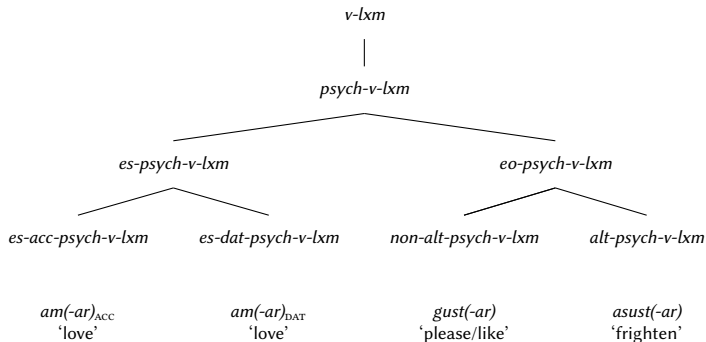 v-lxm
psych-v-lxm
es-psych-v-lxm eo-psych-v-lxm
es-acc-psych-v-lxm es-dat-psych-v-lxm non-alt-psych-v-lxm alt-psych-v-lxm
am(-ar)ACC am(-ar)DAT gust(-ar) asust(-ar)
‘love’ ‘love’ ‘please/like’ ‘frighten’